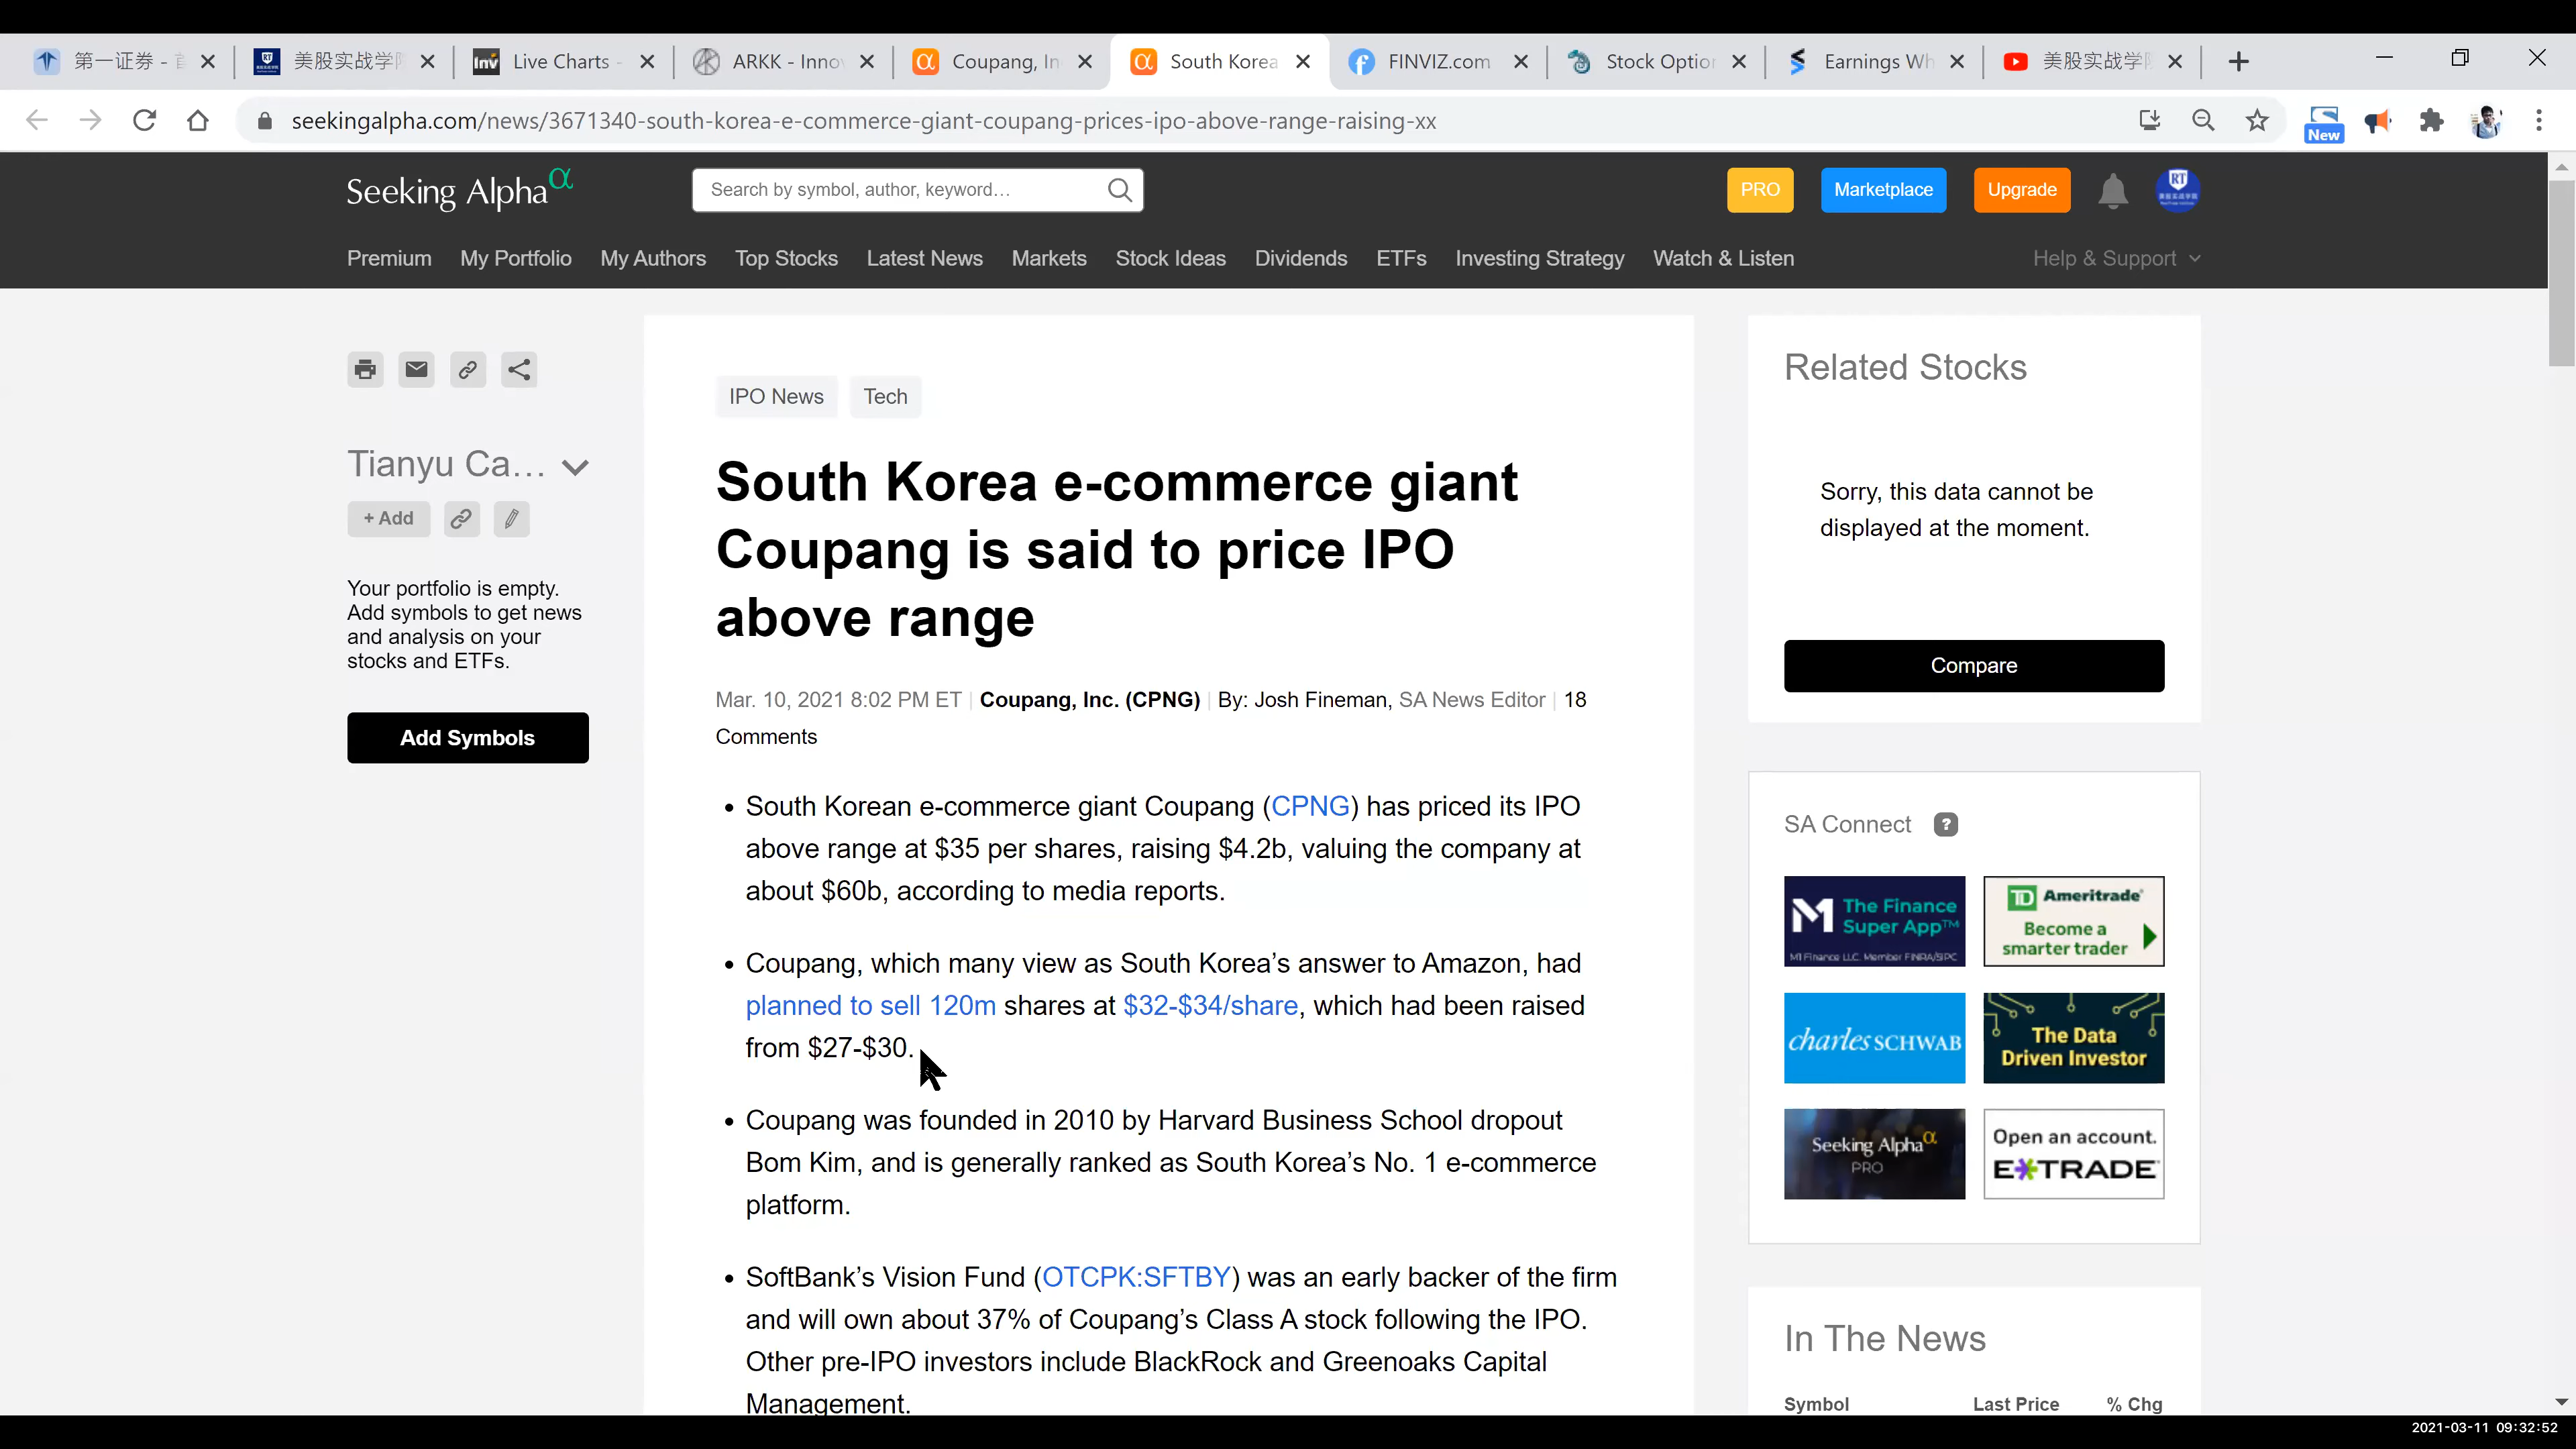 第一证券 -
美股实战学
Live Charts -
ARKK - Inno
Coupang, In
South Korea
FINVIZ.com
Stock Option
Earnings Wh
美股实战学
seekingalpha.com/news/3671340-south-korea-e-commerce-giant-coupang-prices-ipo-above-range-raising-xx
New
Seeking Alpha α
Search by symbol, author, keyword...
PRO
Marketplace
Upgrade
RT
Premium
My Portfolio
My Authors
Top Stocks
Latest News
Markets
Stock Ideas
Dividends
ETFs
Investing Strategy
Watch & Listen
Help & Support
Tianyu Ca...
+ Add
Your portfolio is empty.
Add symbols to get news
and analysis on your
stocks and ETFs.
Add Symbols
IPO News
Tech
South Korea e-commerce giant
Coupang is said to price IPO
above range
Mar. 10, 2021 8:02 PM ET | Coupang, Inc. (CPNG) | By: Josh Fineman, SA News Editor | 18
Comments
• South Korean e-commerce giant Coupang (CPNG) has priced its IPO
above range at $35 per shares, raising $4.2b, valuing the company at
about $60b, according to media reports.
• Coupang, which many view as South Korea’s answer to Amazon, had
planned to sell 120m shares at $32-$34/share, which had been raised
from $27-$30.
• Coupang was founded in 2010 by Harvard Business School dropout
Bom Kim, and is generally ranked as South Korea’s No. 1 e-commerce
platform.
• SoftBank’s Vision Fund (OTCPK:SFTBY) was an early backer of the firm
and will own about 37% of Coupang’s Class A stock following the IPO.
Other pre-IPO investors include BlackRock and Greenoaks Capital
Management.
Related Stocks
Sorry, this data cannot be
displayed at the moment.
Compare
SA Connect ?
The Finance
Super App™
M1 Finance LLC. Member FINRA/SIPC
TD Ameritrade
Become a
smarter trader
charles SCHWAB
The Data
Driven Investor
Seeking Alpha α
PRO
Open an account.
E*TRADE
In The News
Symbol
Last Price
% Chg
2021-03-11 09:32:52